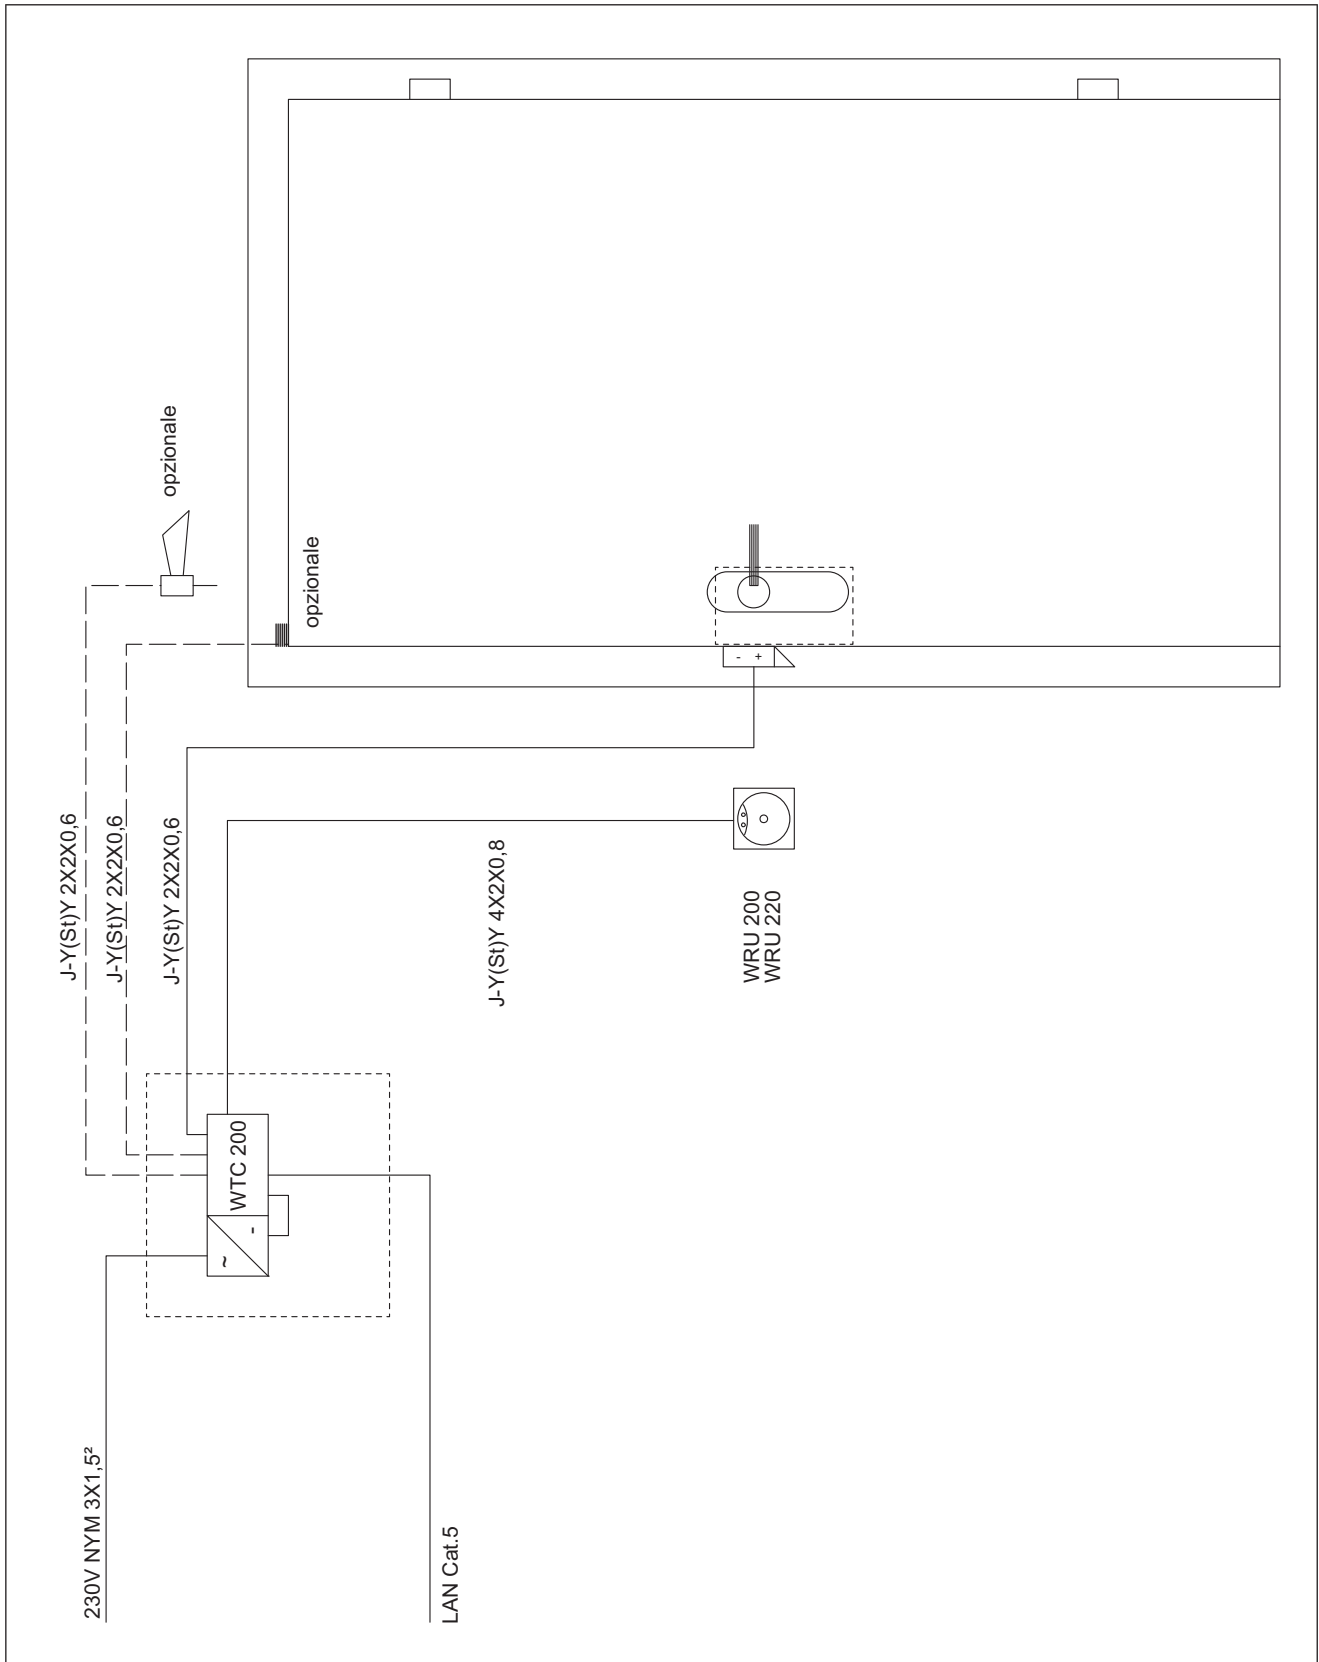 opzionale
opzionale
- +
J-Y(St)Y 2X2X0,6
J-Y(St)Y 2X2X0,6
J-Y(St)Y 2X2X0,6
J-Y(St)Y 4X2X0,8
WRU 200
WRU 220
WTC 200
~ -
230V NYM 3X1,5²
LAN Cat.5